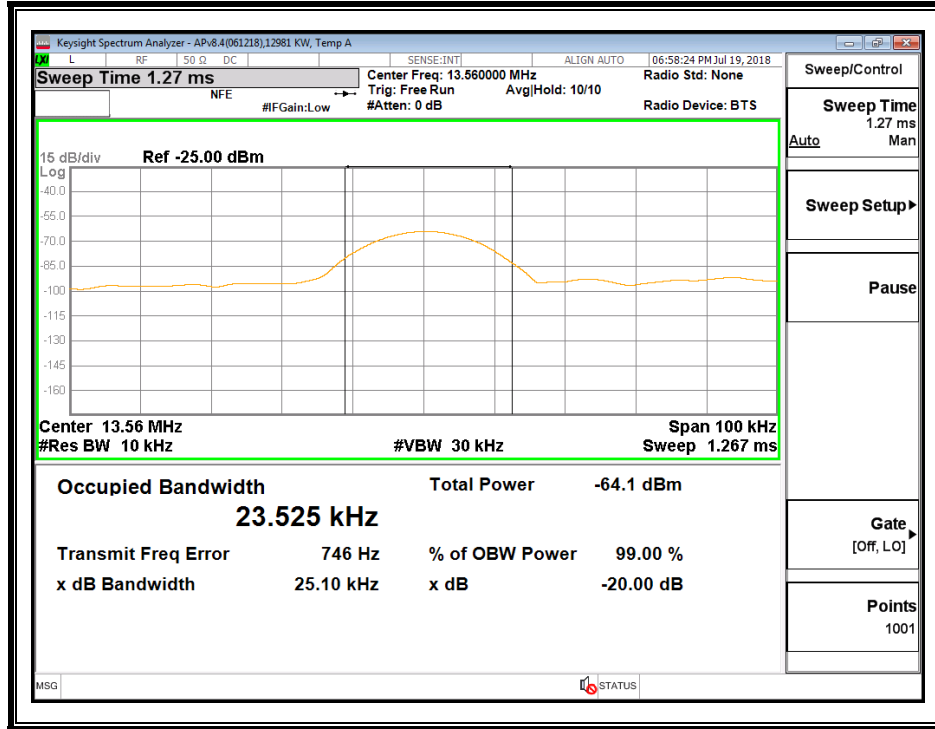 Keysight Spectrum Analyzer - APv8.4(061218),12981 KW, Temp A
LXI L RF 50 Ω DC SENSE:INT ALIGN AUTO 06:58:24 PM Jul 19, 2018
Sweep Time 1.27 ms
NFE
#IFGain:Low
Center Freq: 13.560000 MHz
Trig: Free Run Avg|Hold: 10/10
#Atten: 0 dB
Radio Std: None
Radio Device: BTS
15 dB/div Ref -25.00 dBm
Log
-40.0
-55.0
-70.0
-85.0
-100
-115
-130
-145
-160
Center 13.56 MHz Span 100 kHz
#Res BW 10 kHz #VBW 30 kHz Sweep 1.267 ms
Occupied Bandwidth Total Power -64.1 dBm
23.525 kHz
Transmit Freq Error 746 Hz % of OBW Power 99.00 %
x dB Bandwidth 25.10 kHz x dB -20.00 dB
MSG STATUS
Sweep/Control
Sweep Time
1.27 ms
Auto Man
Sweep Setup
Pause
Gate
[Off, LO]
Points
1001